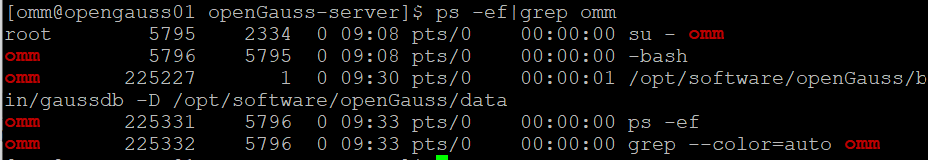 [omm@opengauss01 openGauss-server]$ ps -ef|grep omm
root        5795    2334  0 09:08 pts/0    00:00:00 su - omm
omm         5796    5795  0 09:08 pts/0    00:00:00 -bash
omm       225227       1  0 09:30 pts/0    00:00:01 /opt/software/openGauss/b
in/gaussdb -D /opt/software/openGauss/data
omm       225331    5796  0 09:33 pts/0    00:00:00 ps -ef
omm       225332    5796  0 09:33 pts/0    00:00:00 grep --color=auto omm